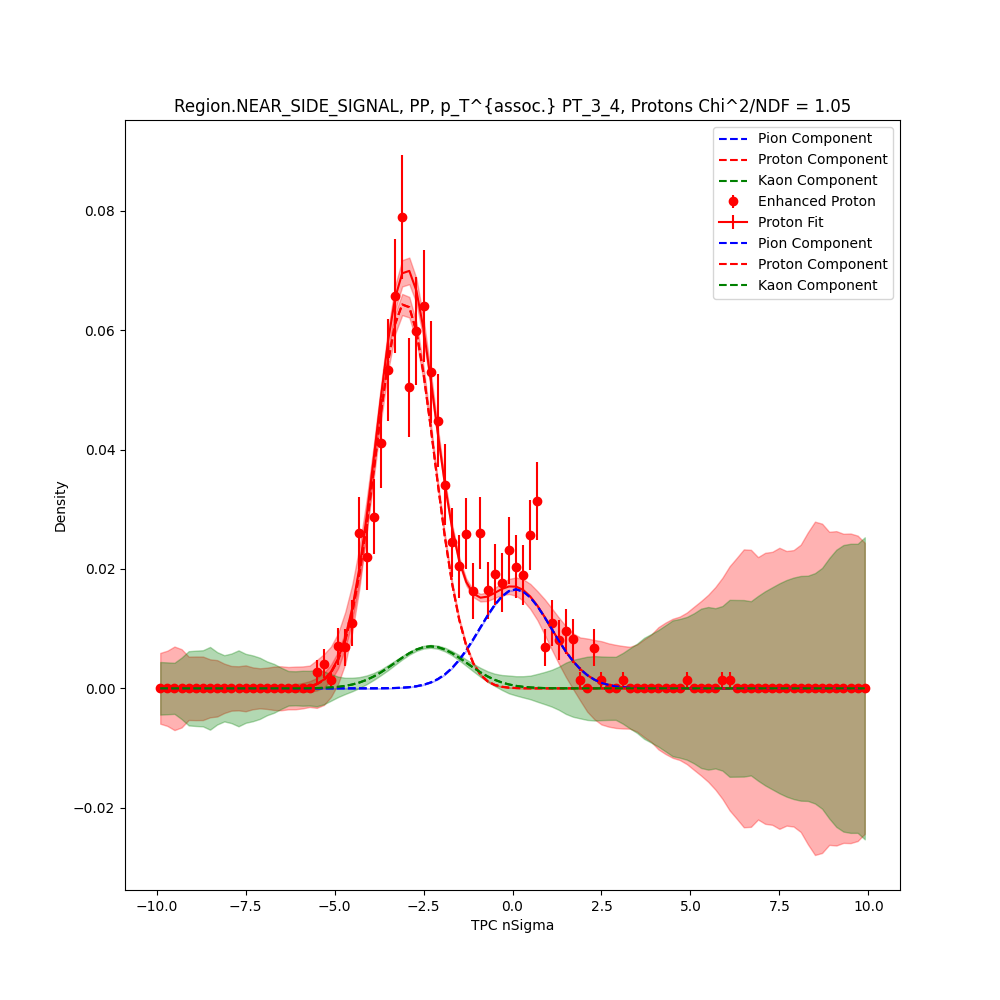 Region.NEAR_SIDE_SIGNAL, PP, p_T^{assoc.} PT_3_4, Protons Chi^2/NDF = 1.05
Pion Component
Proton Component
Kaon Component
Enhanced Proton
Proton Fit
Pion Component
Proton Component
Kaon Component
0.08
0.06
0.04
0.02
0.00
−0.02
Density
−10.0 −7.5 −5.0 −2.5 0.0 2.5 5.0 7.5 10.0
TPC nSigma